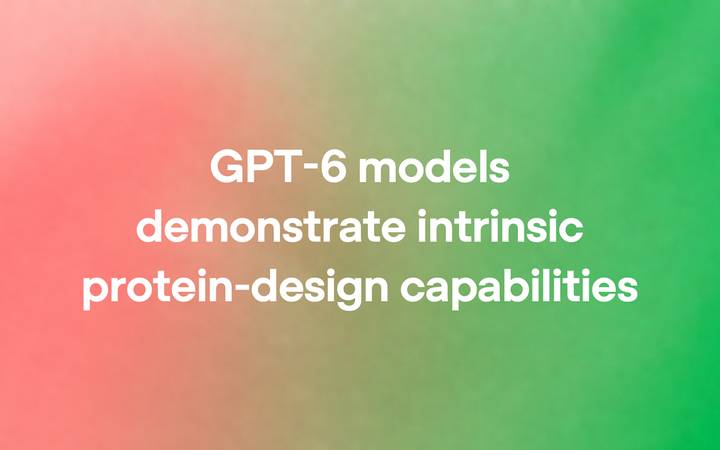 GPT-6 models
demonstrate intrinsic
protein-design capabilities